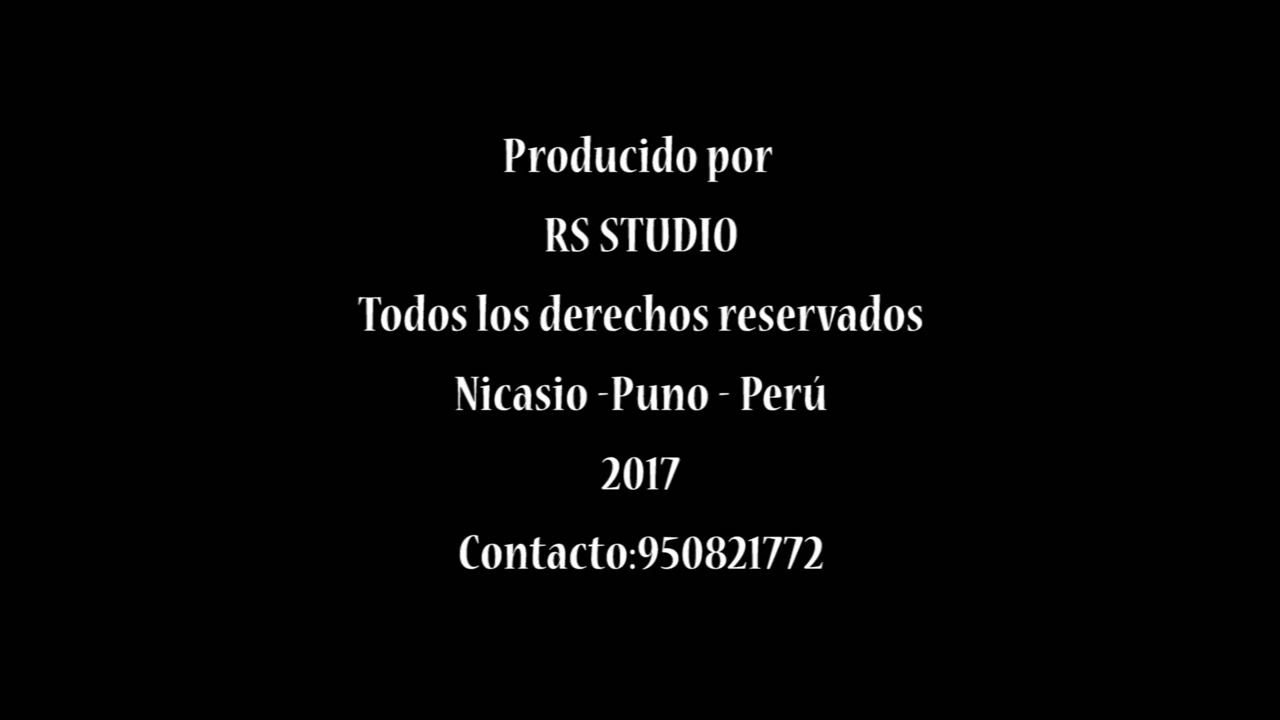 Producido por
RS STUDIO
Todos los derechos reservados
Nicasio -Puno - Perú
2017
Contacto:950821772